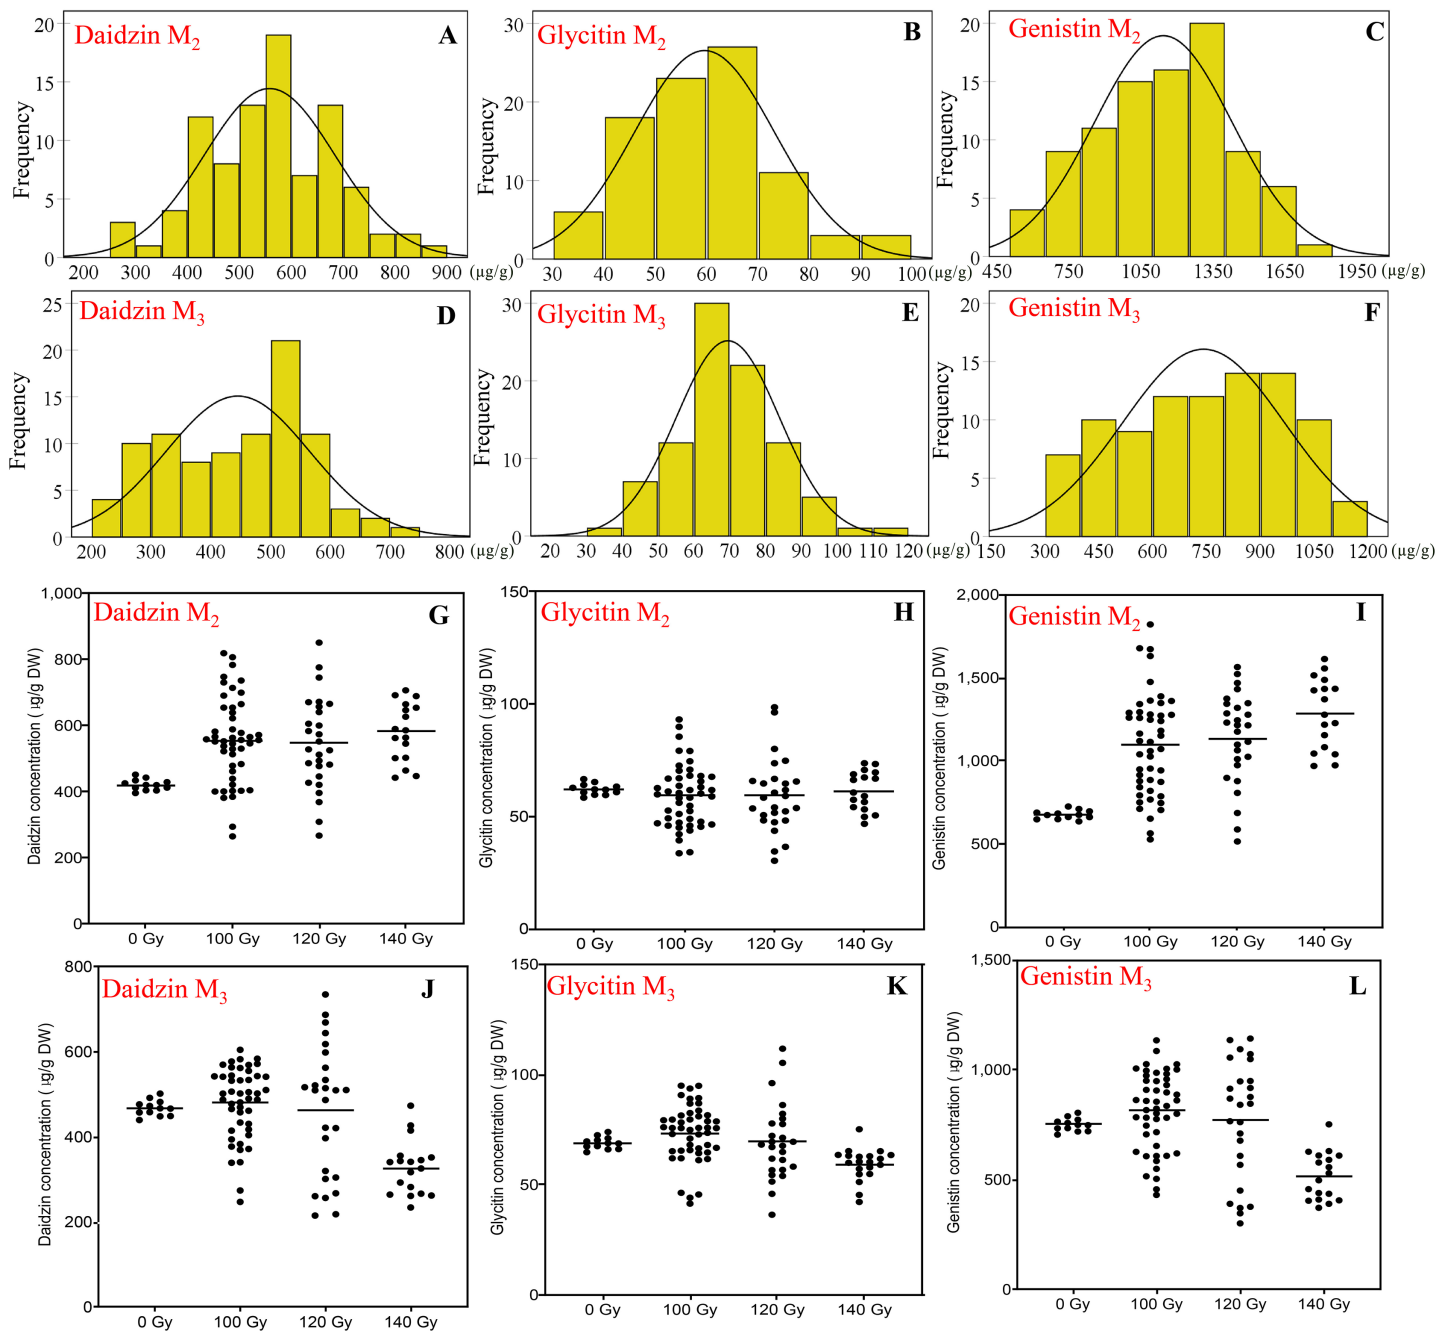 Daidzin M2 A
Frequency
20
15
10
5
0
200 300 400 500 600 700 800 900 (µg/g)
Glycitin M2 B
Frequency
30
20
10
0
30 40 50 60 70 80 90 100 (µg/g)
Genistin M2 C
Frequency
20
15
10
5
0
450 750 1050 1350 1650 1950 (µg/g)
Daidzin M3 D
Frequency
25
20
15
10
5
0
200 300 400 500 600 700 800 (µg/g)
Glycitin M3 E
Frequency
30
20
10
0
20 30 40 50 60 70 80 90 100 110 120 (µg/g)
Genistin M3 F
Frequency
20
15
10
5
0
150 300 450 600 750 900 1050 1200 (µg/g)
Daidzin M2 G
Daidzin concentration ( µg/g DW)
1,000
800
600
400
200
0
0 Gy 100 Gy 120 Gy 140 Gy
Glycitin M2 H
Glycitin concentration ( µg/g DW)
150
100
50
0
0 Gy 100 Gy 120 Gy 140 Gy
Genistin M2 I
Genistin concentration ( µg/g DW)
2,000
1,500
1,000
500
0
0 Gy 100 Gy 120 Gy 140 Gy
Daidzin M3 J
Daidzin concentration ( µg/g DW)
800
600
400
200
0
0 Gy 100 Gy 120 Gy 140 Gy
Glycitin M3 K
Glycitin concentration ( µg/g DW)
150
100
50
0
0 Gy 100 Gy 120 Gy 140 Gy
Genistin M3 L
Genistin concentration ( µg/g DW)
1,500
1,000
500
0
0 Gy 100 Gy 120 Gy 140 Gy